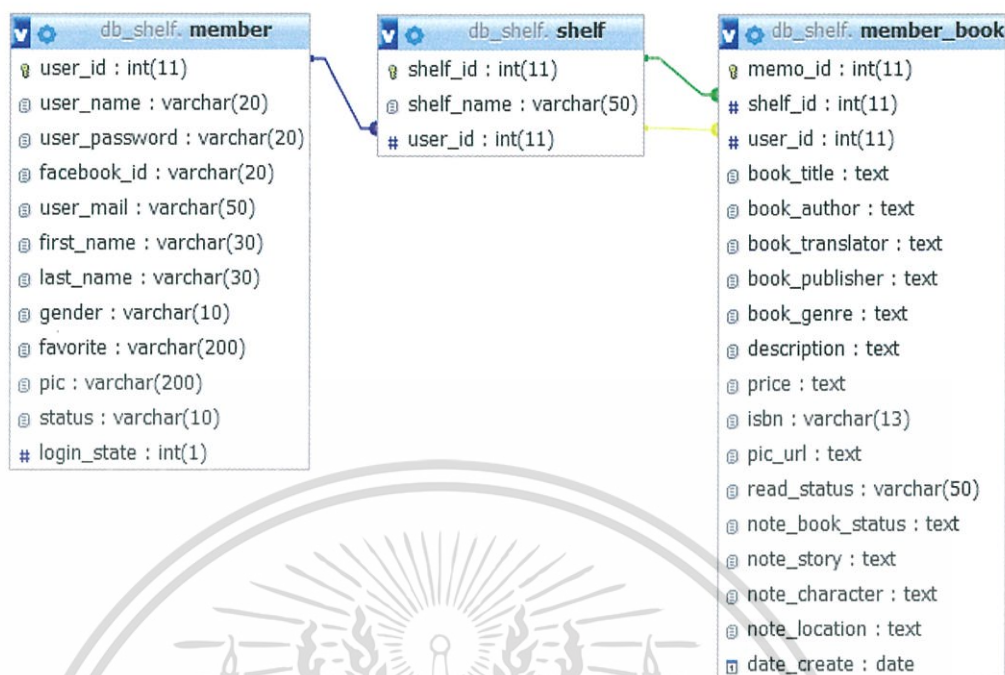 db_shelf. member
user_id : int(11)
user_name : varchar(20)
user_password : varchar(20)
facebook_id : varchar(20)
user_mail : varchar(50)
first_name : varchar(30)
last_name : varchar(30)
gender : varchar(10)
favorite : varchar(200)
pic : varchar(200)
status : varchar(10)
# login_state : int(1)
db_shelf. shelf
shelf_id : int(11)
shelf_name : varchar(50)
# user_id : int(11)
db_shelf. member_book
memo_id : int(11)
# shelf_id : int(11)
# user_id : int(11)
book_title : text
book_author : text
book_translator : text
book_publisher : text
book_genre : text
description : text
price : text
isbn : varchar(13)
pic_url : text
read_status : varchar(50)
note_book_status : text
note_story : text
note_character : text
note_location : text
date_create : date